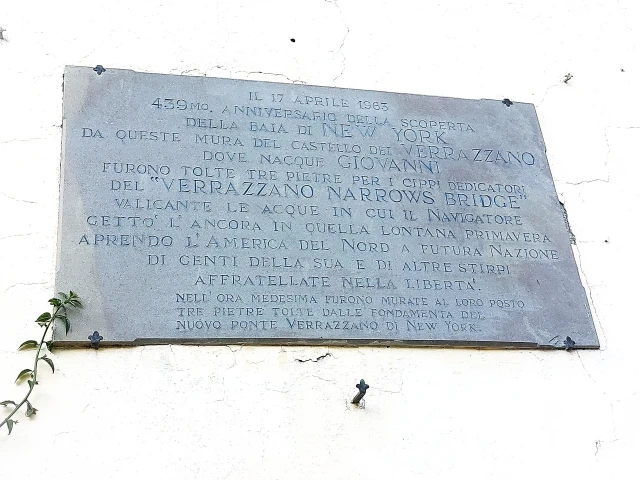 IL 17 APRILE 1963
439MO. ANNIVERSARIO DELLA SCOPERTA
DELLA BAIA DI NEW YORK
DA QUESTE MURA DEL CASTELLO DEI VERRAZZANO
DOVE NACQUE GIOVANNI
FURONO TOLTE TRE PIETRE PER I CIPPI DEDICATORI
DEL "VERRAZZANO NARROWS BRIDGE"
VALICANTE LE ACQUE IN CUI IL NAVIGATORE
GETTO' L'ANCORA IN QUELLA LONTANA PRIMAVERA
APRENDO L'AMERICA DEL NORD A FUTURA NAZIONE
DI GENTI DELLA SUA E DI ALTRE STIRPI
AFFRATELLATE NELLA LIBERTA'.
NELL'ORA MEDESIMA FURONO MURATE AL LORO POSTO
TRE PIETRE TOLTE DALLE FONDAMENTA DEL
NUOVO PONTE VERRAZZANO DI NEW YORK.